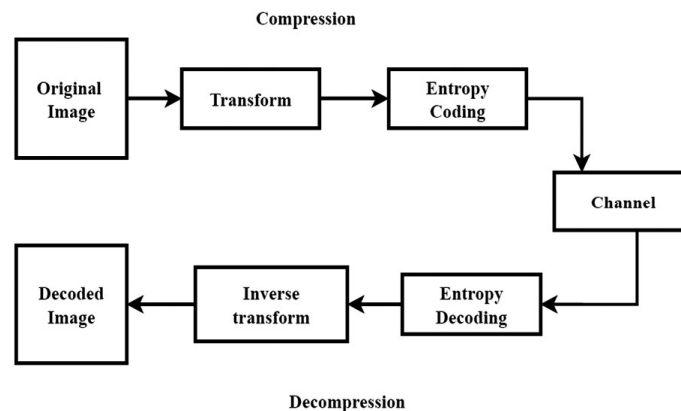 Compression
Original
Image
Transform
Entropy
Coding
Channel
Decoded
Image
Inverse
transform
Entropy
Decoding
Decompression